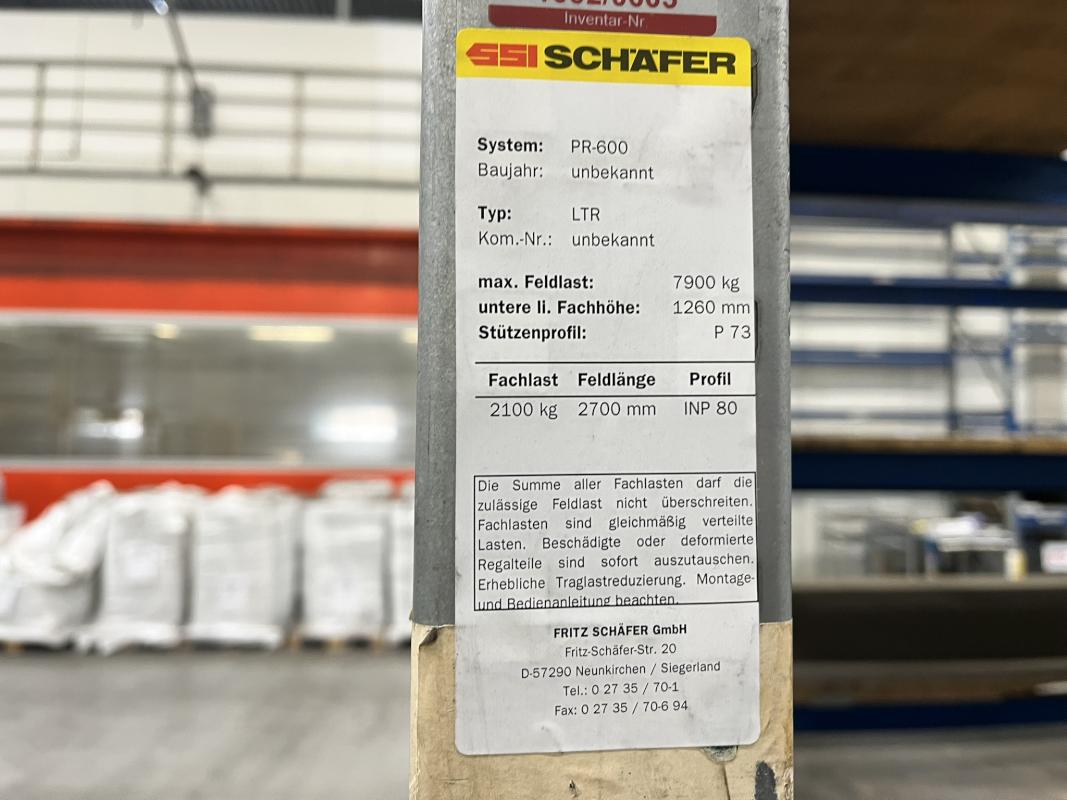 Inventar-Nr.
SSI SCHÄFER
System: PR-600
Baujahr: unbekannt
Typ: LTR
Kom.-Nr.: unbekannt
max. Feldlast: 7900 kg
untere li. Fachhöhe: 1260 mm
Stützenprofil: P 73
Fachlast Feldlänge Profil
2100 kg 2700 mm INP 80
Die Summe aller Fachlasten darf die
zulässige Feldlast nicht überschreiten.
Fachlasten sind gleichmäßig verteilte
Lasten. Beschädigte oder deformierte
Regalteile sind sofort auszutauschen.
Erhebliche Traglastreduzierung. Montage-
und Bedienanleitung beachten.
FRITZ SCHÄFER GmbH
Fritz-Schäfer-Str. 20
D-57290 Neunkirchen / Siegerland
Tel.: 0 27 35 / 70-1
Fax: 0 27 35 / 70-6 94